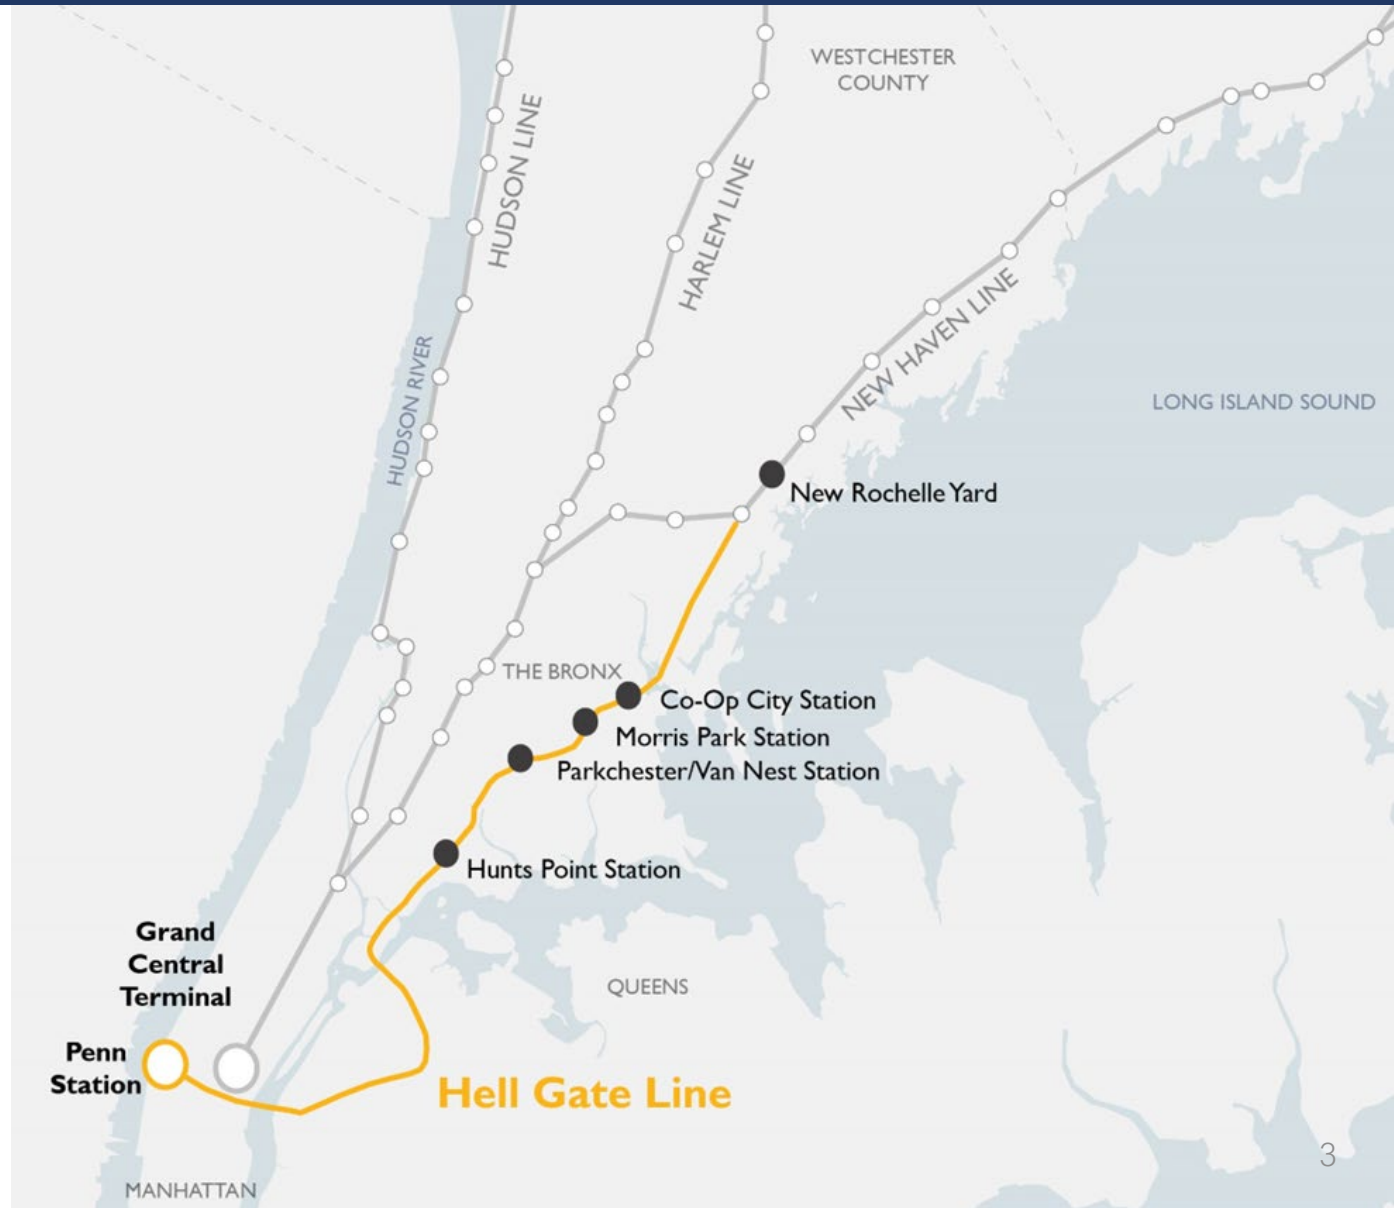 WESTCHESTER
COUNTY
HUDSON LINE
HARLEM LINE
NEW HAVEN LINE
HUDSON RIVER
LONG ISLAND SOUND
New Rochelle Yard
THE BRONX
Co-Op City Station
Morris Park Station
Parkchester/Van Nest Station
Hunts Point Station
Grand
Central
Terminal
QUEENS
Penn
Station
Hell Gate Line
3
MANHATTAN